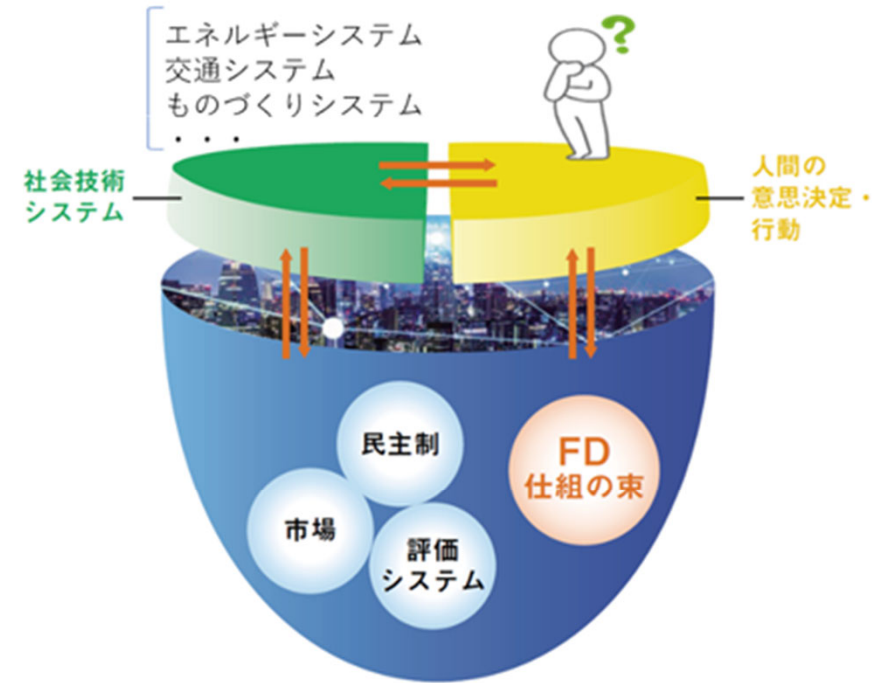 エネルギーシステム
交通システム
ものづくりシステム
・・・
?
社会技術
システム
人間の
意思決定・
行動
民主制
市場
評価
システム
FD
仕組の束